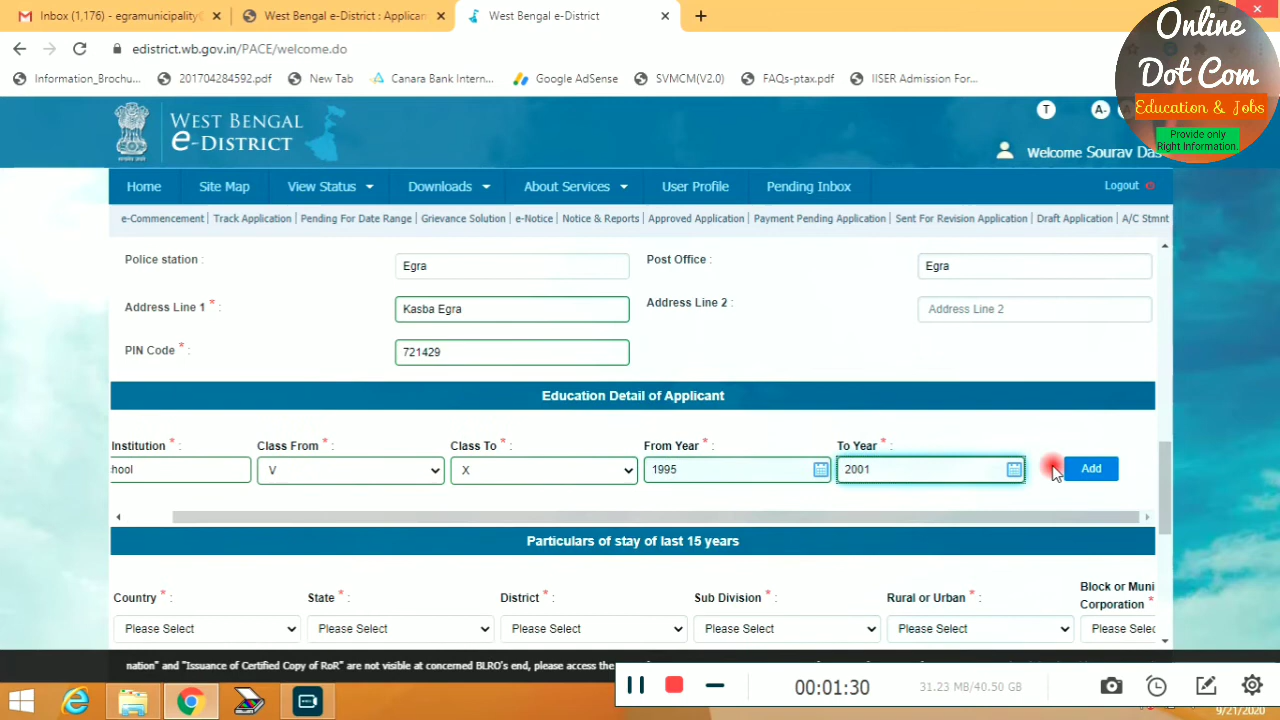 Inbox (1,176) - egramunicipality
West Bengal e-District : Applican
West Bengal e-District
edistrict.wb.gov.in/PACE/welcome.do
Information_Brochu...
201704284592.pdf
New Tab
Canara Bank Intern...
Google AdSense
SVMCM(V2.0)
FAQs-ptax.pdf
IISER Admission For...
Online
Dot Com
Education & Jobs
Provide only
Right Information.
WEST BENGAL
e-DISTRICT
T
A-
Welcome Sourav Das
Home
Site Map
View Status
Downloads
About Services
User Profile
Pending Inbox
Logout
e-Commencement| Track Application| Pending For Date Range| Grievance Solution| e-Notice| Notice & Reports| Approved Application| Payment Pending Application| Sent For Revision Application| Draft Application| A/C Stmnt
Police station :
Egra
Post Office :
Egra
Address Line 1 * :
Kasba Egra
Address Line 2 :
Address Line 2
PIN Code * :
721429
Education Detail of Applicant
Institution * :
Class From * :
Class To * :
From Year * :
To Year * :
hool
V
X
1995
2001
Add
Particulars of stay of last 15 years
Country * :
State * :
District * :
Sub Division * :
Rural or Urban * :
Block or Muni
Corporation *
Please Select
Please Select
Please Select
Please Select
Please Select
Please Selec
nation" and "Issuance of Certified Copy of RoR" are not visible at concerned BLRO's end, please access the
00:01:30
31.23 MB/40.50 GB
9/21/2020